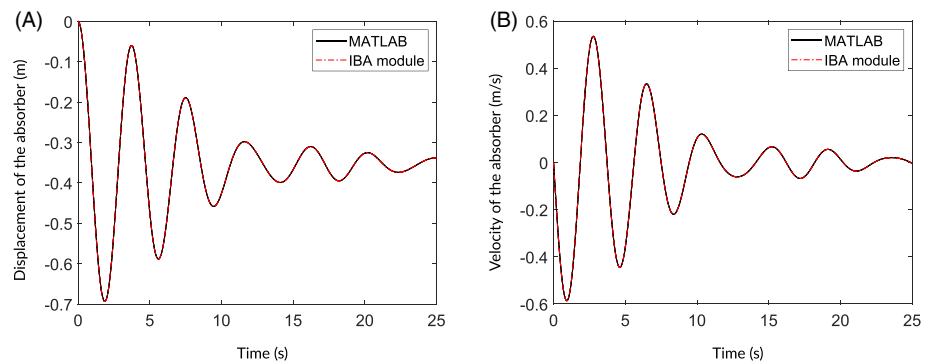 (A)
Displacement of the absorber (m)
0
-0.1
-0.2
-0.3
-0.4
-0.5
-0.6
-0.7
MATLAB
IBA module
0 5 10 15 20 25
Time (s)
(B)
Velocity of the absorber (m/s)
0.6
0.4
0.2
0
-0.2
-0.4
-0.6
MATLAB
IBA module
0 5 10 15 20 25
Time (s)